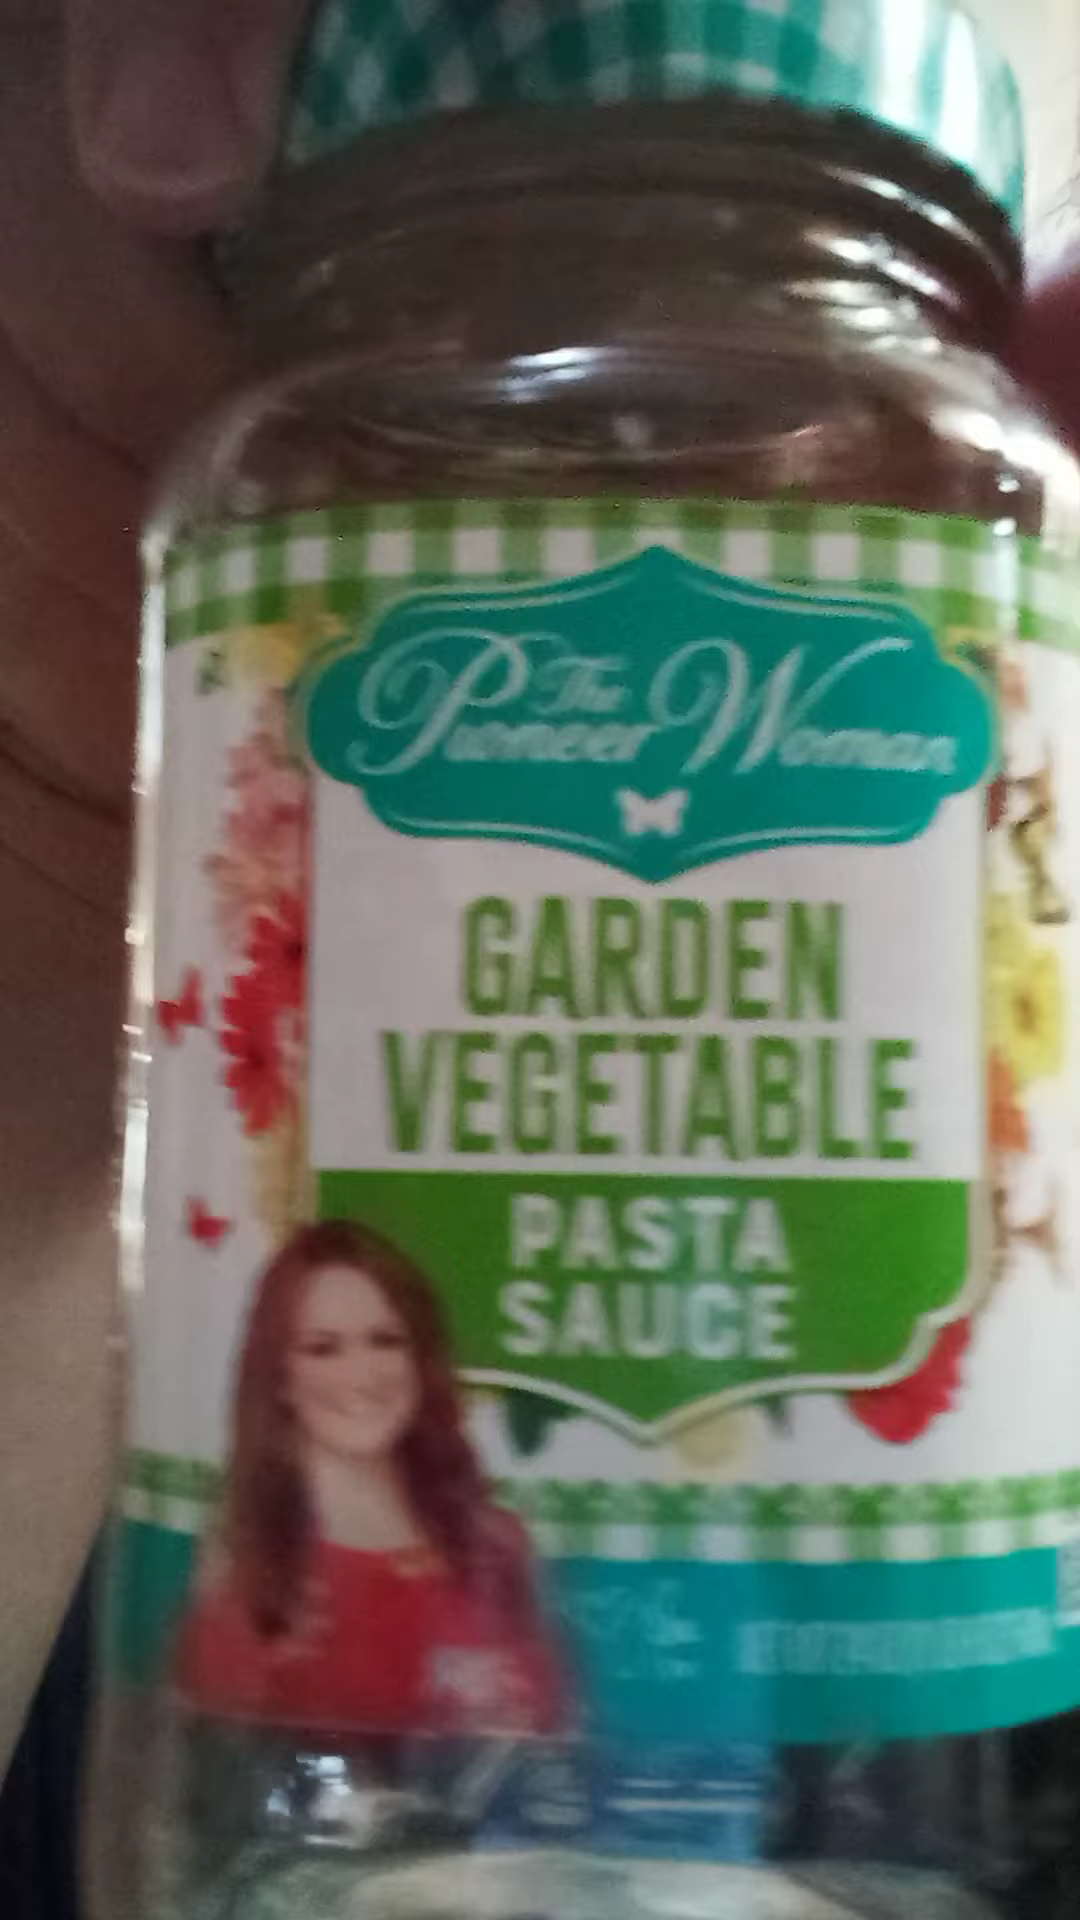 The
Pioneer Woman
GARDEN
VEGETABLE
PASTA
SAUCE